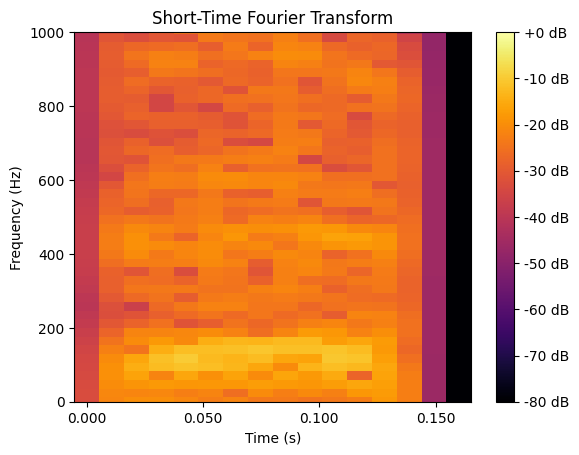 Short-Time Fourier Transform
1000
800
600
400
200
0
Frequency (Hz)
0.000
0.050
0.100
0.150
Time (s)
+0 dB
-10 dB
-20 dB
-30 dB
-40 dB
-50 dB
-60 dB
-70 dB
-80 dB